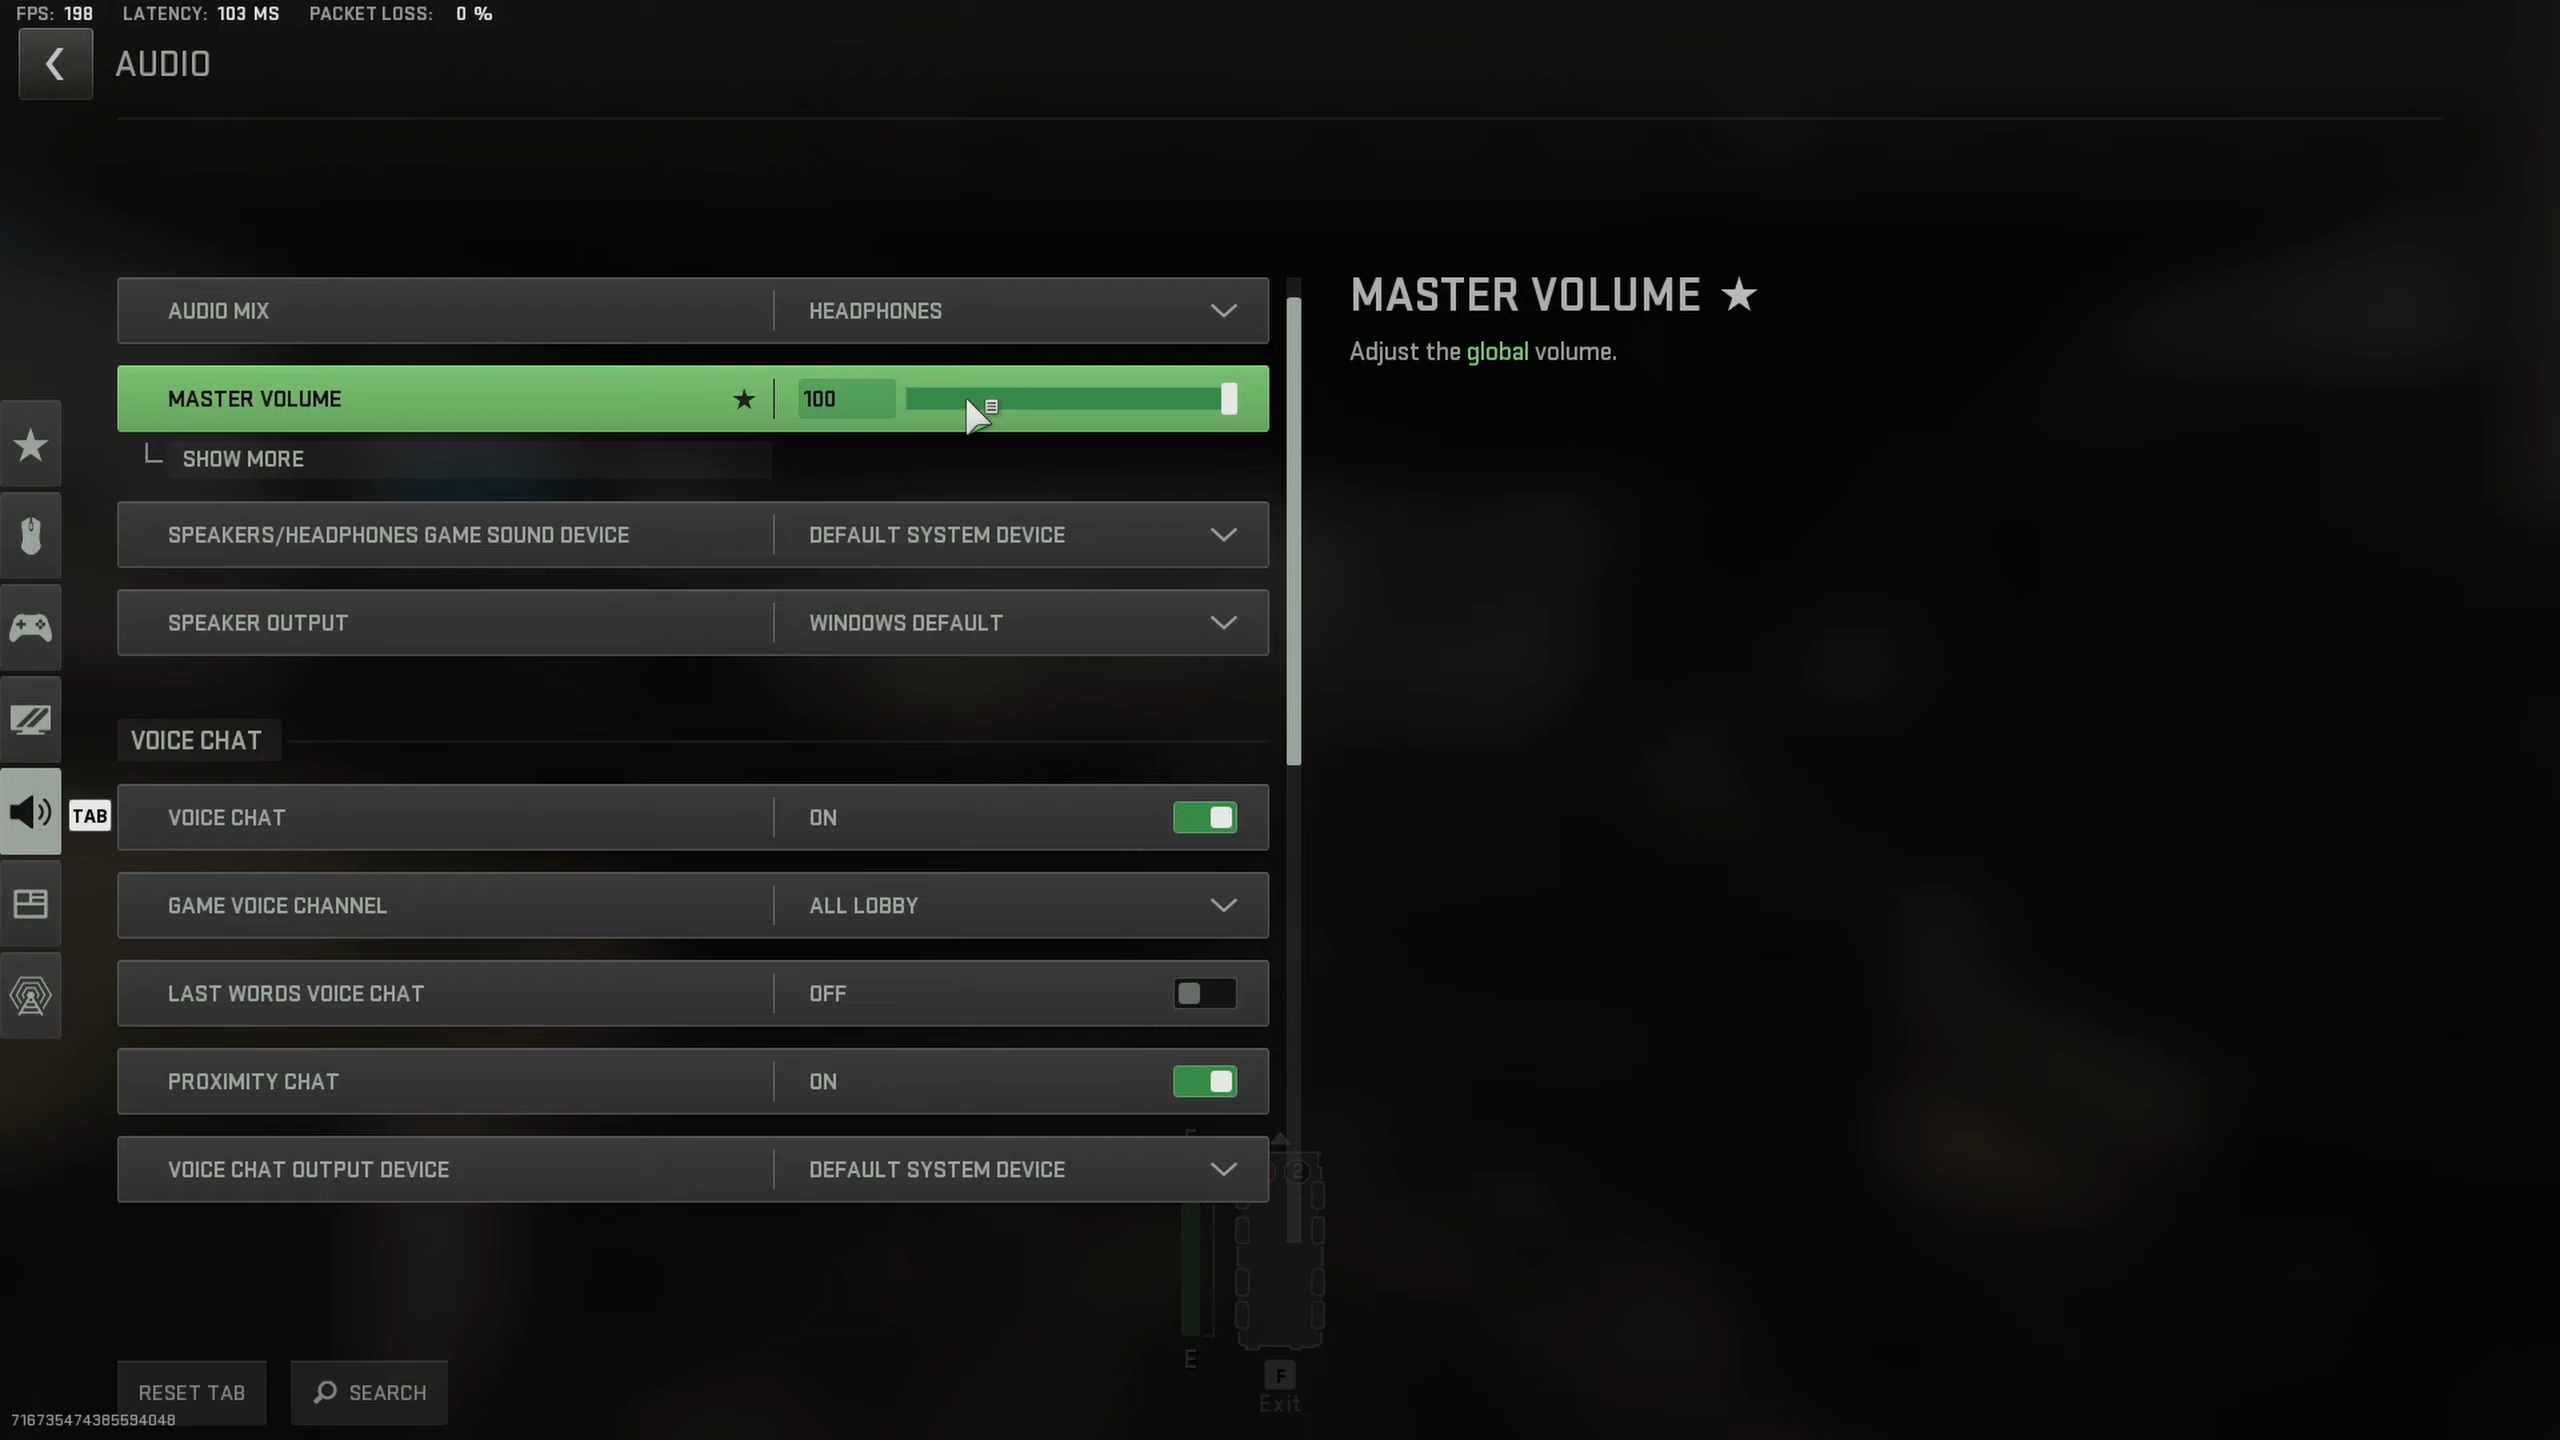 FPS: 198 LATENCY: 103 MS PACKET LOSS: 0 %
AUDIO
AUDIO MIX HEADPHONES
MASTER VOLUME 100
SHOW MORE
SPEAKERS/HEADPHONES GAME SOUND DEVICE DEFAULT SYSTEM DEVICE
SPEAKER OUTPUT WINDOWS DEFAULT
VOICE CHAT
TAB
VOICE CHAT ON
GAME VOICE CHANNEL ALL LOBBY
LAST WORDS VOICE CHAT OFF
PROXIMITY CHAT ON
VOICE CHAT OUTPUT DEVICE DEFAULT SYSTEM DEVICE
MASTER VOLUME
Adjust the global volume.
2
E
F
Exit
RESET TAB SEARCH
716735474385594048